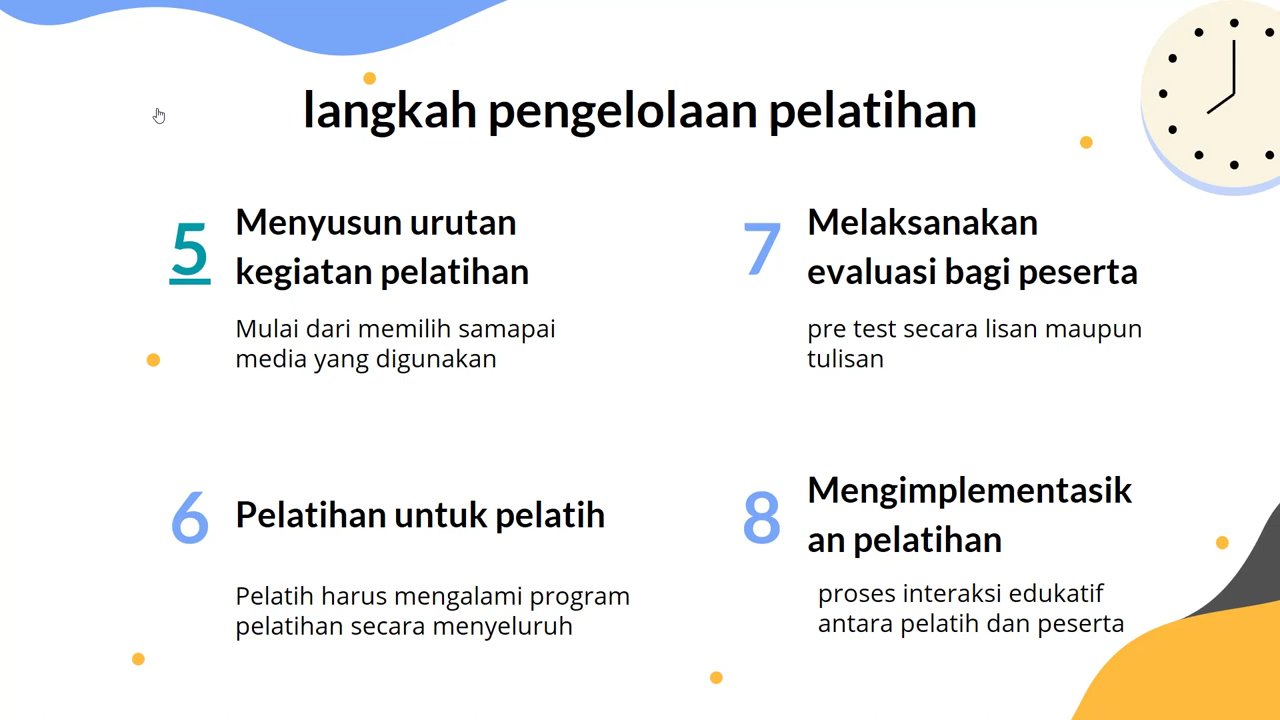 langkah pengelolaan pelatihan
5
Menyusun urutan
kegiatan pelatihan
Mulai dari memilih samapai
media yang digunakan
6
Pelatihan untuk pelatih
Pelatih harus mengalami program
pelatihan secara menyeluruh
7
Melaksanakan
evaluasi bagi peserta
pre test secara lisan maupun
tulisan
8
Mengimplementasik
an pelatihan
proses interaksi edukatif
antara pelatih dan peserta